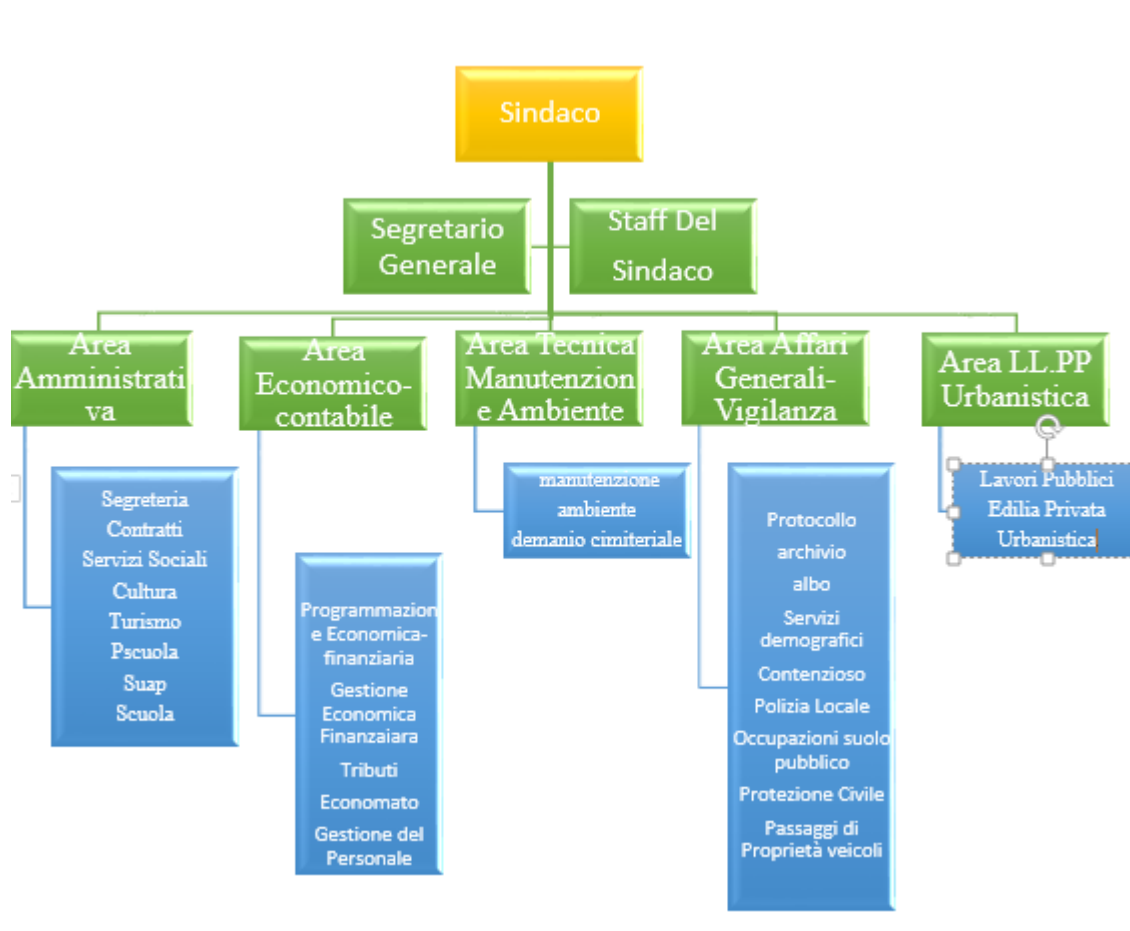 Sindaco
Segretario
Generale
Staff Del
Sindaco
Area
Amministrati
va
Area
Economico-
contabile
Area Tecnica
Manutenzion
e Ambiente
Area Affari
Generali-
Vigilanza
Area LL.PP
Urbanistica
Segreteria
Contratti
Servizi Sociali
Cultura
Turismo
Pscuola
Suap
Scuola
Programmazion
e Economica-
finanziaria
Gestione
Economica
Finanzaiara
Tributi
Economato
Gestione del
Personale
manutenzione
ambiente
demanio cimiteriale
Protocollo
archivio
albo
Servizi
demografici
Contenzioso
Polizia Locale
Occupazioni suolo
pubblico
Protezione Civile
Passaggi di
Proprietà veicoli
Lavori Pubblici
Edilia Privata
Urbanistica